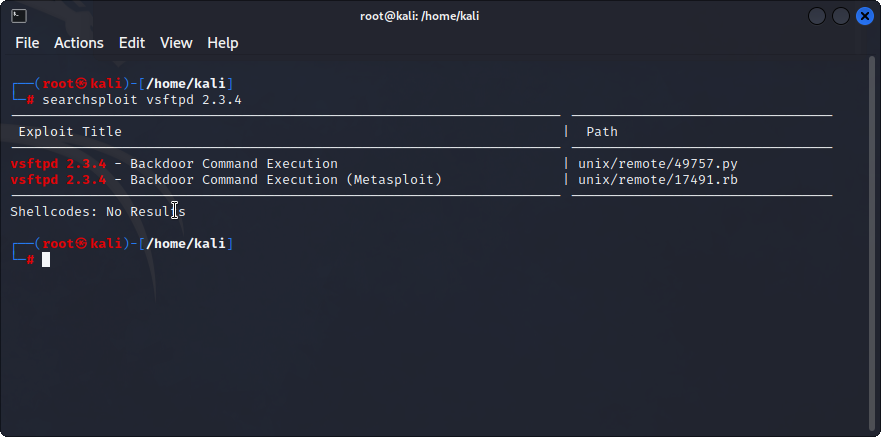 root@kali: /home/kali
File Actions Edit View Help
┌──(root㉿kali)-[/home/kali]
└─# searchsploit vsftpd 2.3.4
Exploit Title | Path
vsftpd 2.3.4 - Backdoor Command Execution | unix/remote/49757.py
vsftpd 2.3.4 - Backdoor Command Execution (Metasploit) | unix/remote/17491.rb
Shellcodes: No Results
┌──(root㉿kali)-[/home/kali]
└─#